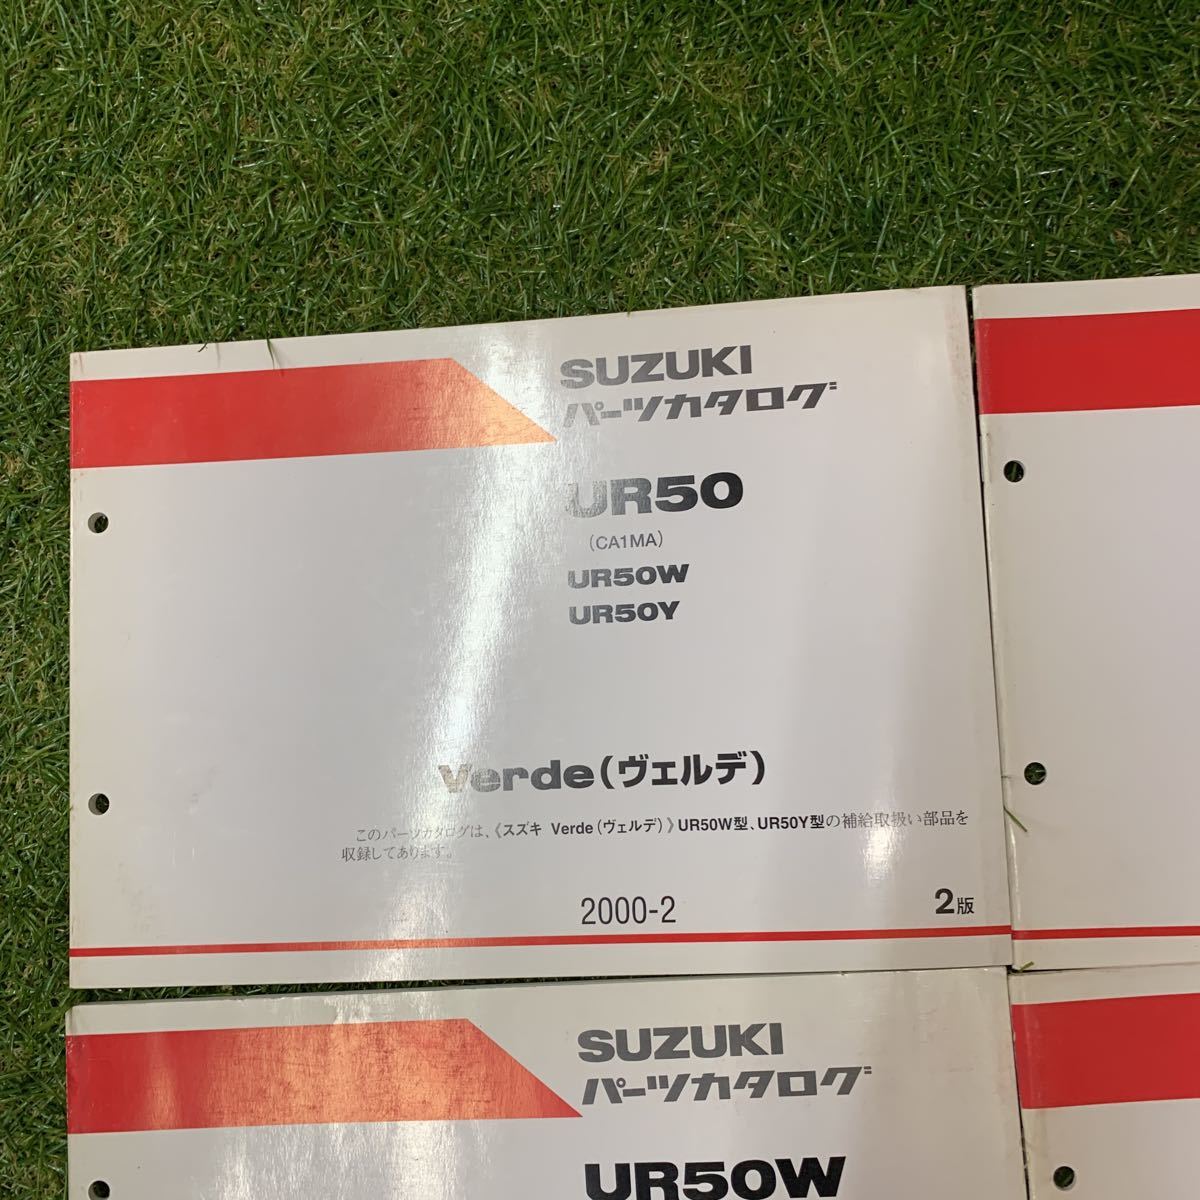 SUZUKI
パーツカタログ
UR50
(CA1MA)
UR50W
UR50Y
Verde(ヴェルデ)
このパーツカタログは、《スズキ Verde(ヴェルデ)》UR50W型、UR50Y型の補給取扱い部品を
収録してあります。
2000-2
2版
SUZUKI
パーツカタログ
UR50W